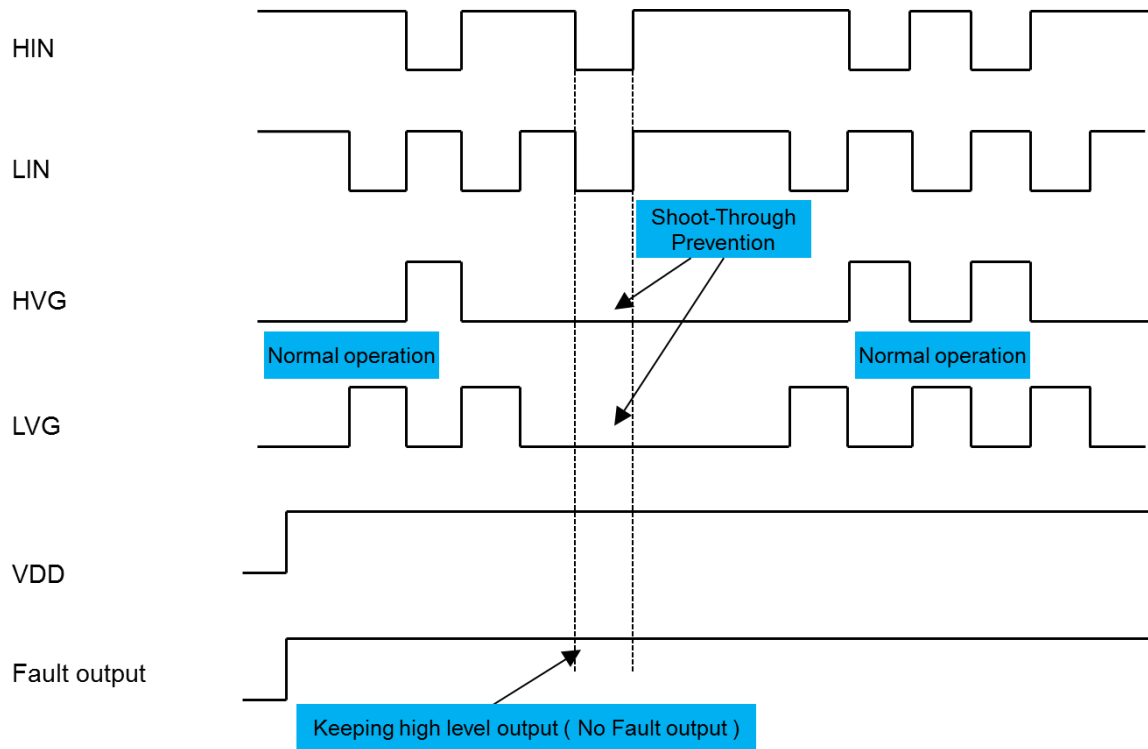 HIN
LIN
Shoot-Through
Prevention
HVG
Normal operation
Normal operation
LVG
VDD
Fault output
Keeping high level output ( No Fault output )